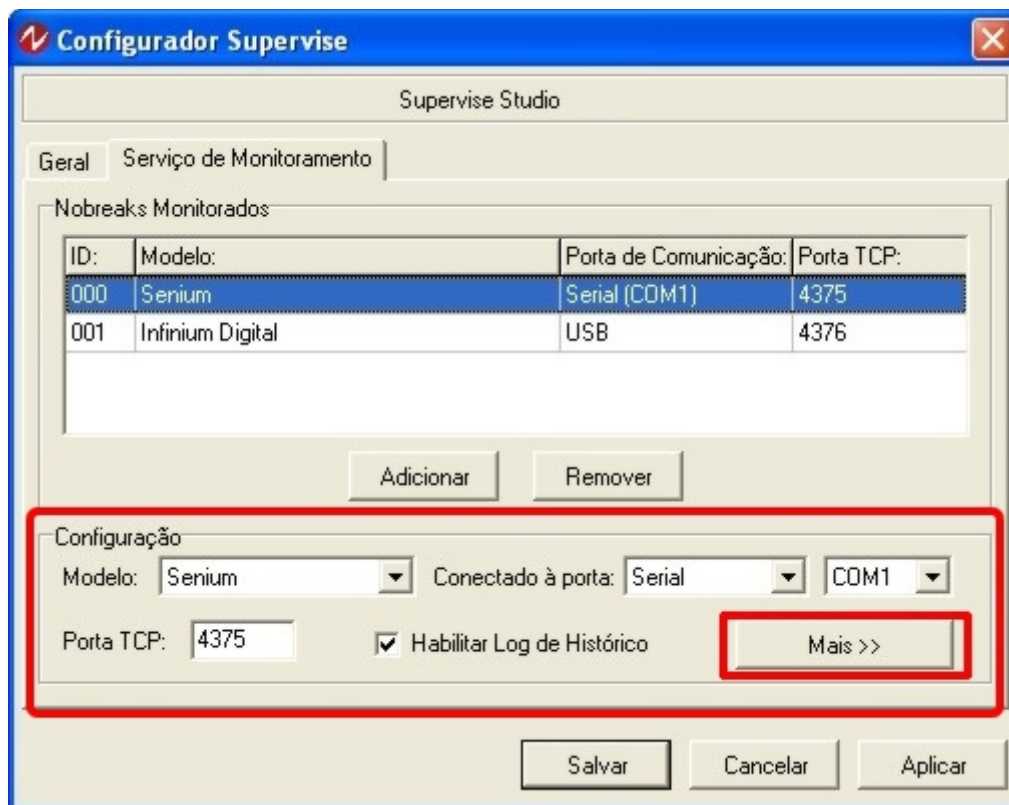 Configurador Supervise
Supervise Studio
Geral Serviço de Monitoramento
Nobreaks Monitorados
ID: Modelo: Porta de Comunicação: Porta TCP:
000 Senium Serial (COM1) 4375
001 Infinium Digital USB 4376
Adicionar Remover
Configuração
Modelo: Senium Conectado à porta: Serial COM1
Porta TCP: 4375 Habilitar Log de Histórico Mais >>
Salvar Cancelar Aplicar